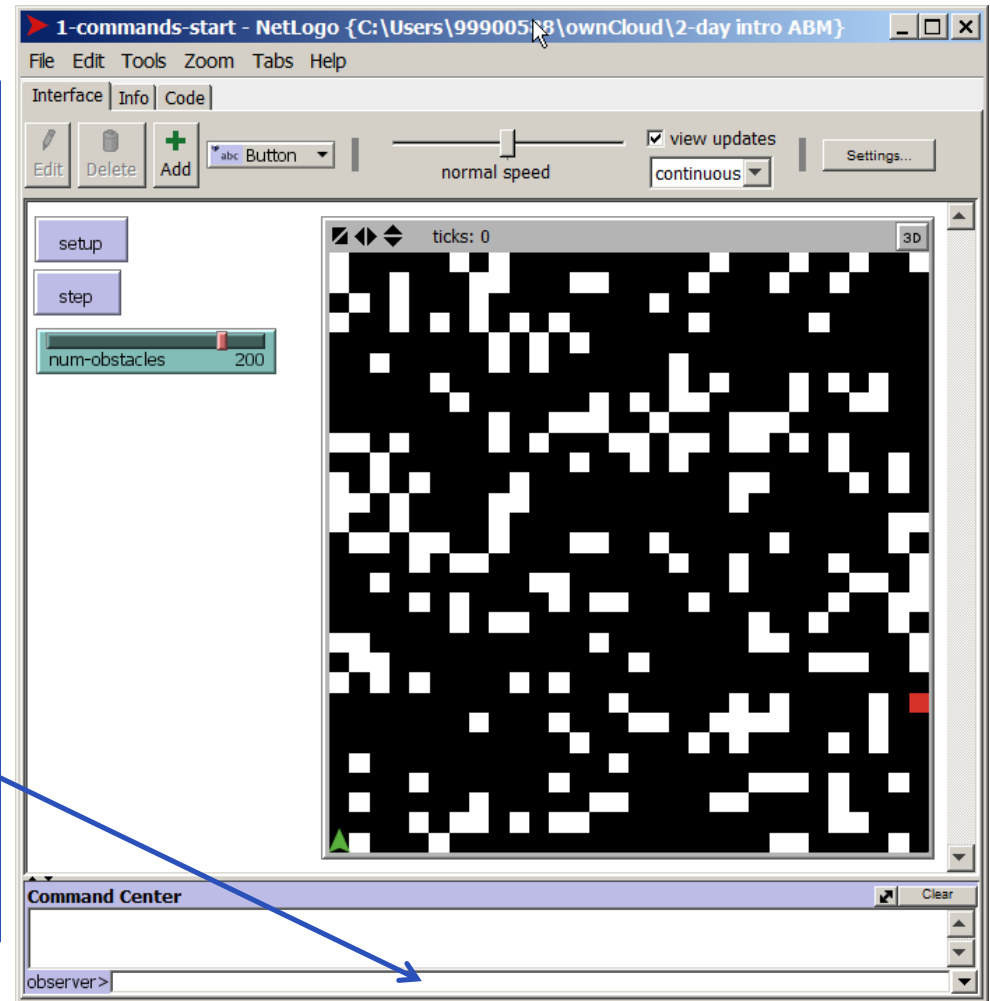 1-commands-start - NetLogo {C:\Users\99900588\ownCloud\2-day intro ABM}
File Edit Tools Zoom Tabs Help
Interface Info Code
Edit Delete Add abc Button normal speed view updates continuous Settings...
setup
step
num-obstacles 200
ticks: 0 3D
Command Center Clear
observer>